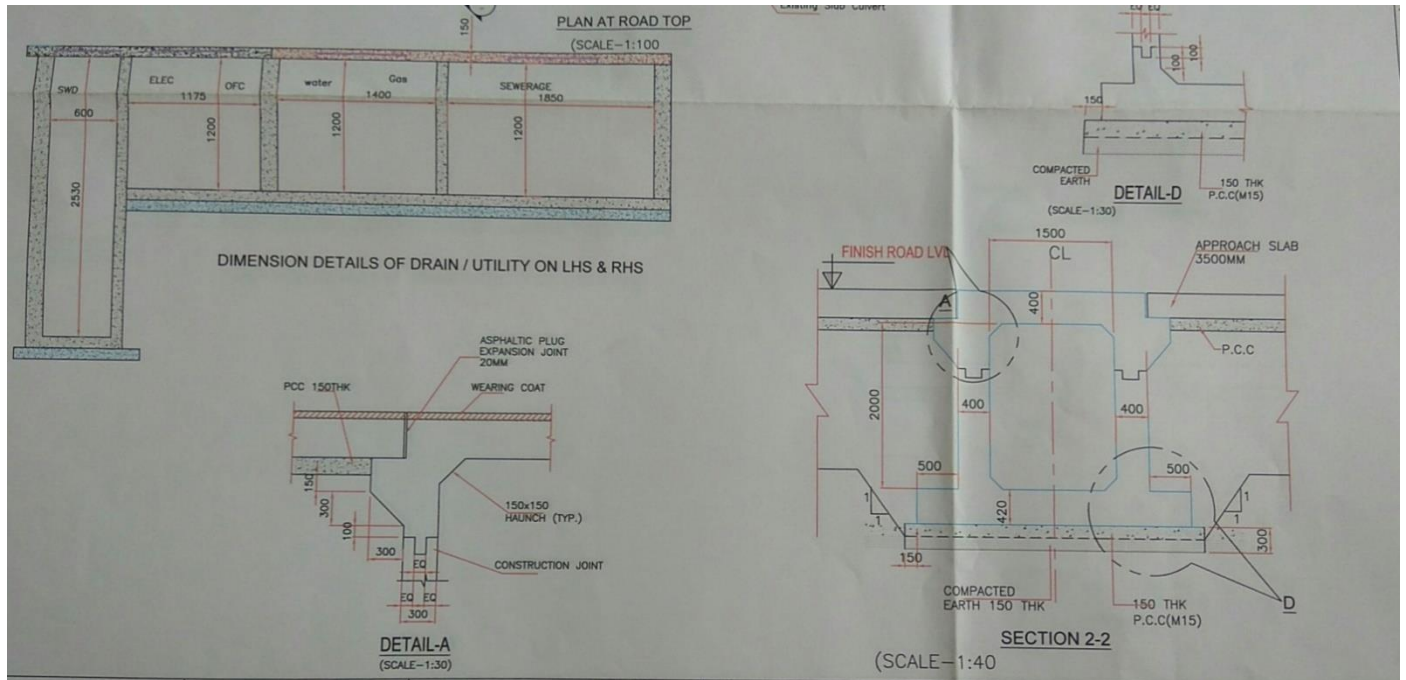 150
PLAN AT ROAD TOP
(SCALE-1:100
Existing Slab Culvert
EQ EQ
100
100
150
COMPACTED
EARTH
150 THK
P.C.C(M15)
DETAIL-D
(SCALE-1:30)
SWD
600
2530
ELEC
OFC
1175
1200
water
Gas
1400
1200
SEWERAGE
1850
1200
DIMENSION DETAILS OF DRAIN / UTILITY ON LHS & RHS
ASPHALTIC PLUG
EXPANSION JOINT
20MM
PCC 150THK
WEARING COAT
150
300
100
300
150x150
HAUNCH (TYP.)
CONSTRUCTION JOINT
EQ
EQ EQ
300
DETAIL-A
(SCALE-1:30)
FINISH ROAD LVL
1500
CL
APPROACH SLAB
3500MM
A
400
P.C.C
2000
400
400
500
500
420
1
1
1
1
300
150
COMPACTED
EARTH 150 THK
150 THK
P.C.C(M15)
D
SECTION 2-2
(SCALE-1:40